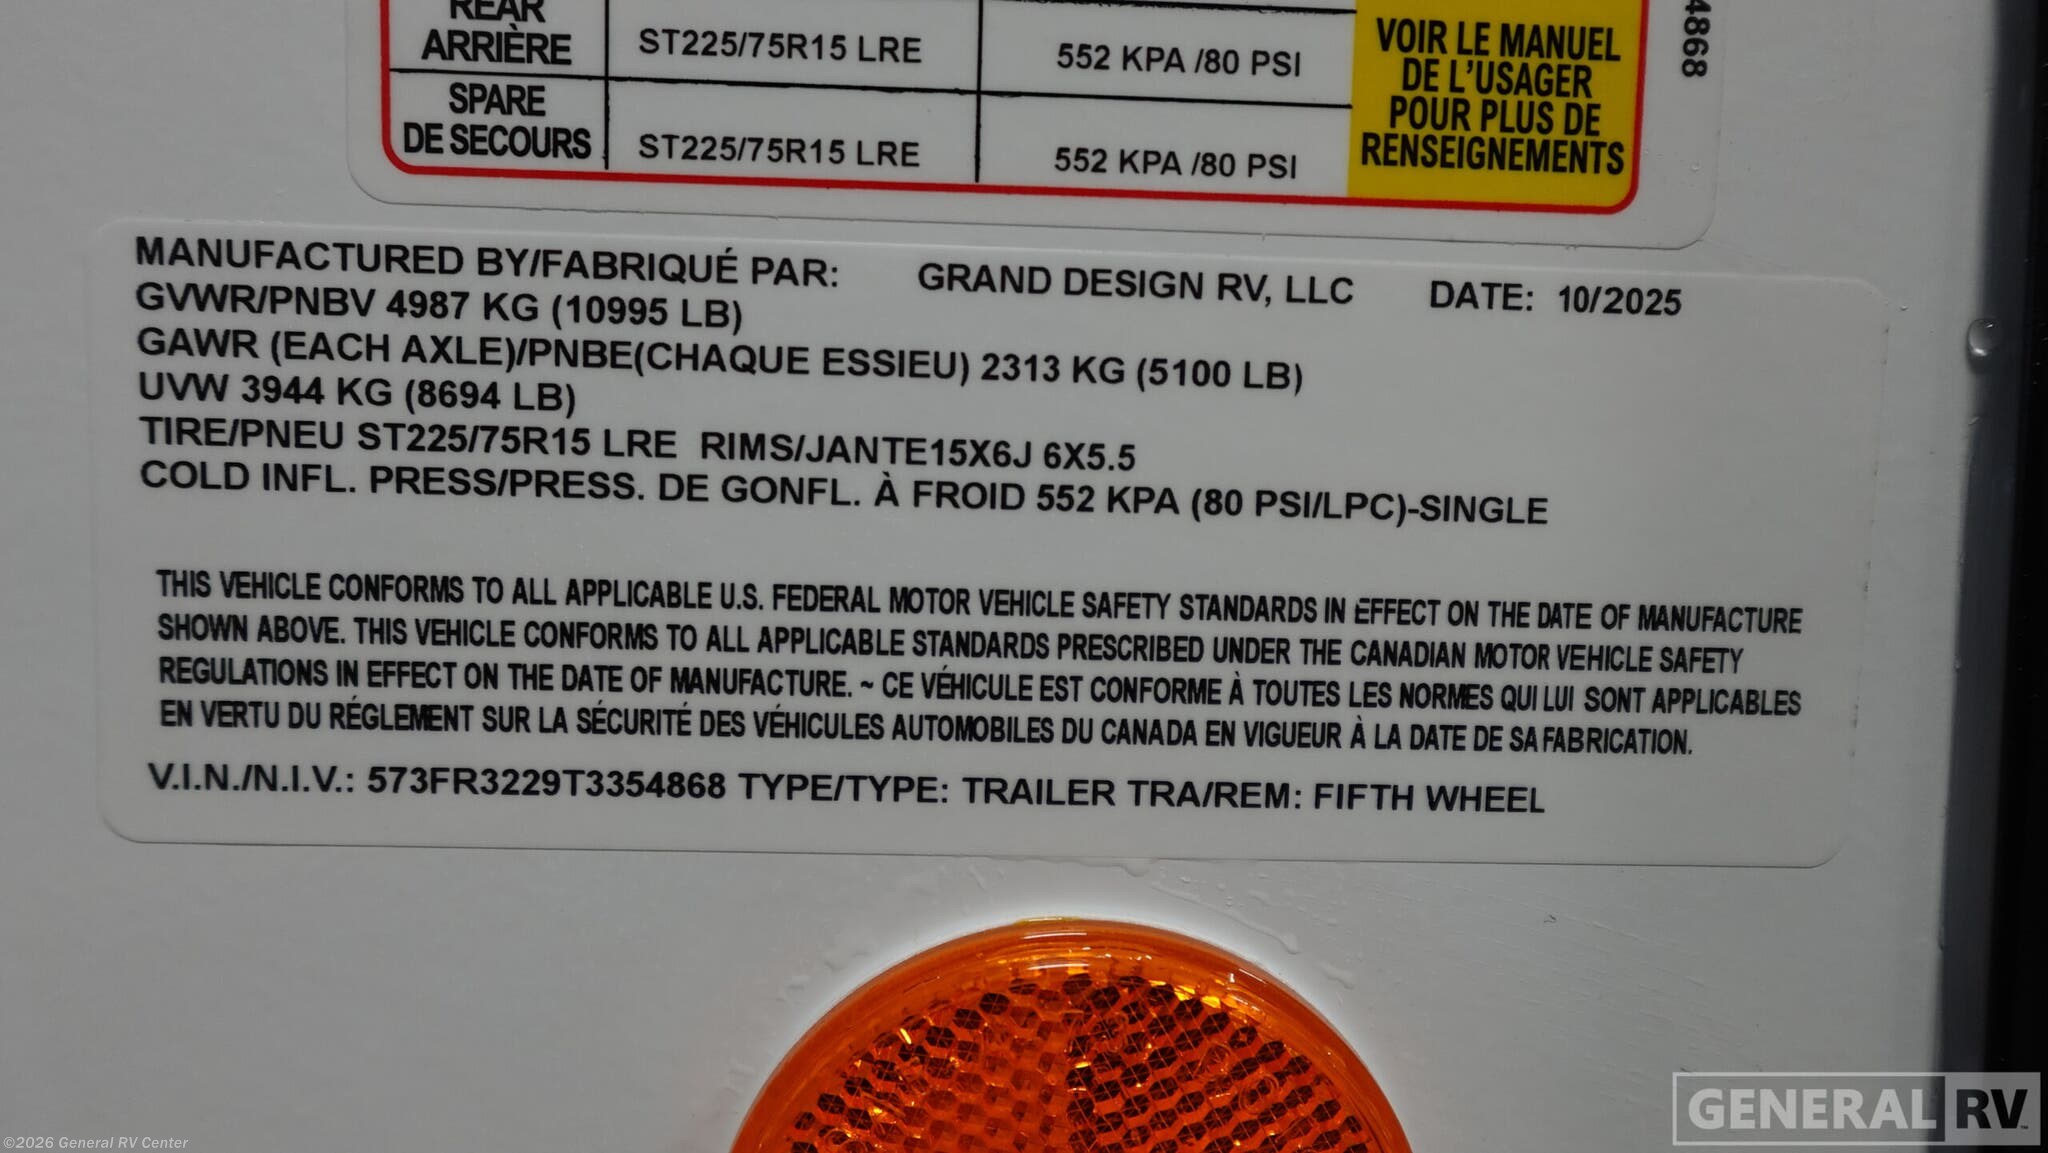 REAR
ARRIÈRE
ST225/75R15 LRE
552 KPA /80 PSI
SPARE
DE SECOURS
ST225/75R15 LRE
552 KPA /80 PSI
VOIR LE MANUEL
DE L'USAGER
POUR PLUS DE
RENSEIGNEMENTS
4868
MANUFACTURED BY/FABRIQUÉ PAR: GRAND DESIGN RV, LLC DATE: 10/2025
GVWR/PNBV 4987 KG (10995 LB)
GAWR (EACH AXLE)/PNBE(CHAQUE ESSIEU) 2313 KG (5100 LB)
UVW 3944 KG (8694 LB)
TIRE/PNEU ST225/75R15 LRE RIMS/JANTE15X6J 6X5.5
COLD INFL. PRESS/PRESS. DE GONFL. À FROID 552 KPA (80 PSI/LPC)-SINGLE
THIS VEHICLE CONFORMS TO ALL APPLICABLE U.S. FEDERAL MOTOR VEHICLE SAFETY STANDARDS IN EFFECT ON THE DATE OF MANUFACTURE
SHOWN ABOVE. THIS VEHICLE CONFORMS TO ALL APPLICABLE STANDARDS PRESCRIBED UNDER THE CANADIAN MOTOR VEHICLE SAFETY
REGULATIONS IN EFFECT ON THE DATE OF MANUFACTURE. ~ CE VÉHICULE EST CONFORME À TOUTES LES NORMES QUI LUI SONT APPLICABLES
EN VERTU DU RÉGLEMENT SUR LA SÉCURITÉ DES VÉHICULES AUTOMOBILES DU CANADA EN VIGUEUR À LA DATE DE SA FABRICATION.
V.I.N./N.I.V.: 573FR3229T3354868 TYPE/TYPE: TRAILER TRA/REM: FIFTH WHEEL
GENERAL RV
©2026 General RV Center